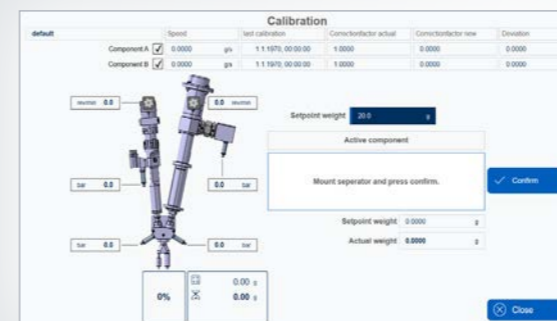 Calibration
default Speed last calibration Correctionfactor actual Correctionfactor new Deviation
Component A 0.0000 g/s 1.1.1970, 00:00:00 1.0000 0.0000 0.0000
Component B 0.0000 g/s 1.1.1970, 00:00:00 1.0000 0.0000 0.0000
0.0 0.0
Setpoint weight 20.0 g
Active component
bar 0.0 0.0 bar
Mount seperator and press confirm.
Confirm
Setpoint weight 0.0000 g
bar 0.0 0.0 bar
Actual weight 0.0000 g
0.00 g
0%
0.00 g
Close